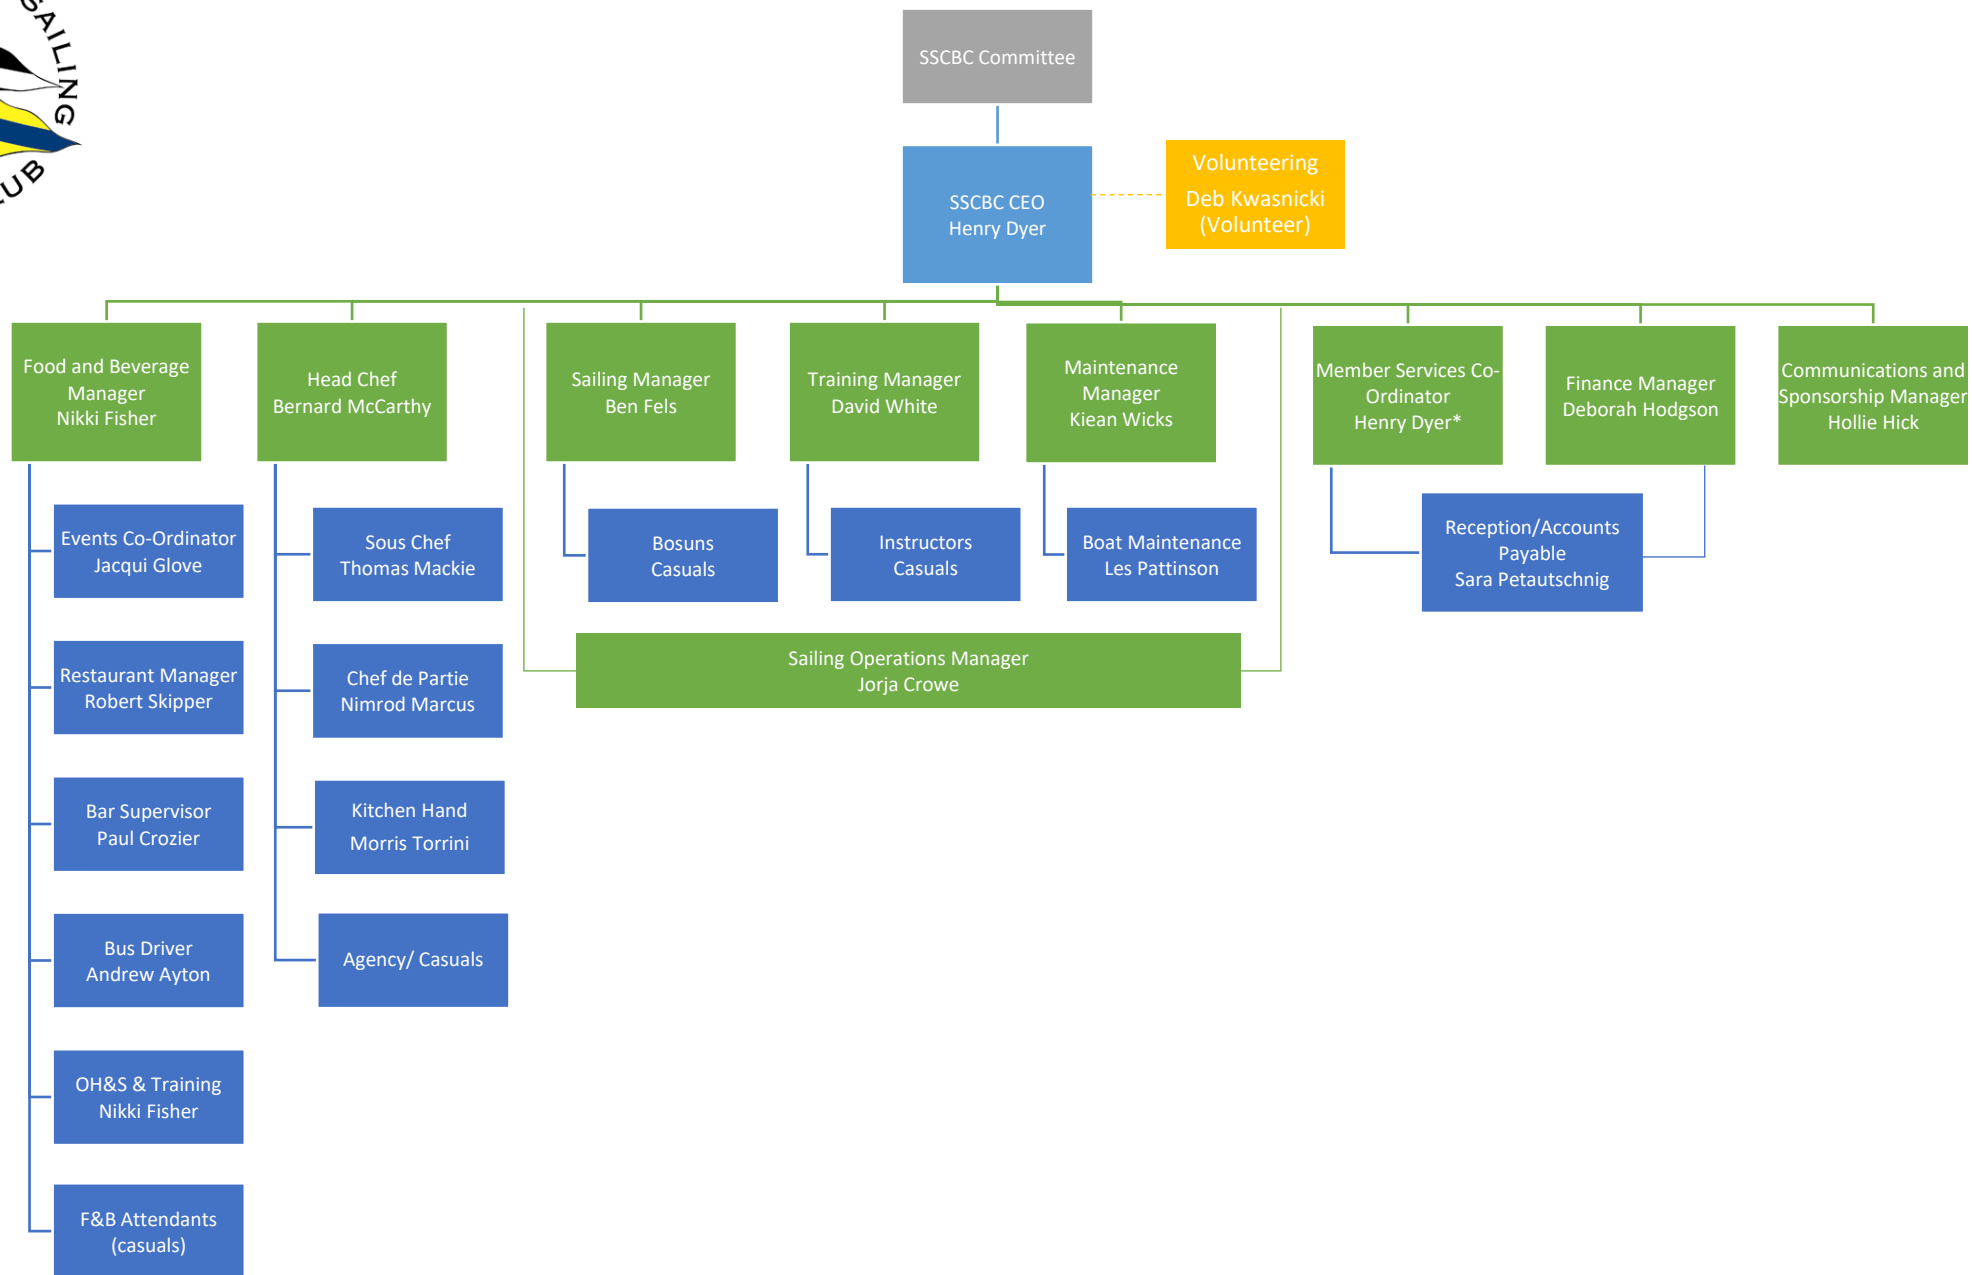 SAILING
SSCBC Committee
SSCBC CEO
Henry Dyer
Volunteering
Deb Kwasnicki
(Volunteer)
Food and Beverage
Manager
Nikki Fisher
Head Chef
Bernard McCarthy
Sailing Manager
Ben Fels
Training Manager
David White
Maintenance
Manager
Kiean Wicks
Member Services Co-
Ordinator
Henry Dyer*
Finance Manager
Deborah Hodgson
Communications and
Sponsorship Manager
Hollie Hick
Events Co-Ordinator
Jacqui Glove
Sous Chef
Thomas Mackie
Bosuns
Casuals
Instructors
Casuals
Boat Maintenance
Les Pattinson
Reception/Accounts
Payable
Sara Petautschnig
Restaurant Manager
Robert Skipper
Chef de Partie
Nimrod Marcus
Sailing Operations Manager
Jorja Crowe
Bar Supervisor
Paul Crozier
Kitchen Hand
Morris Torrini
Bus Driver
Andrew Ayton
Agency/ Casuals
OH&S & Training
Nikki Fisher
F&B Attendants
(casuals)